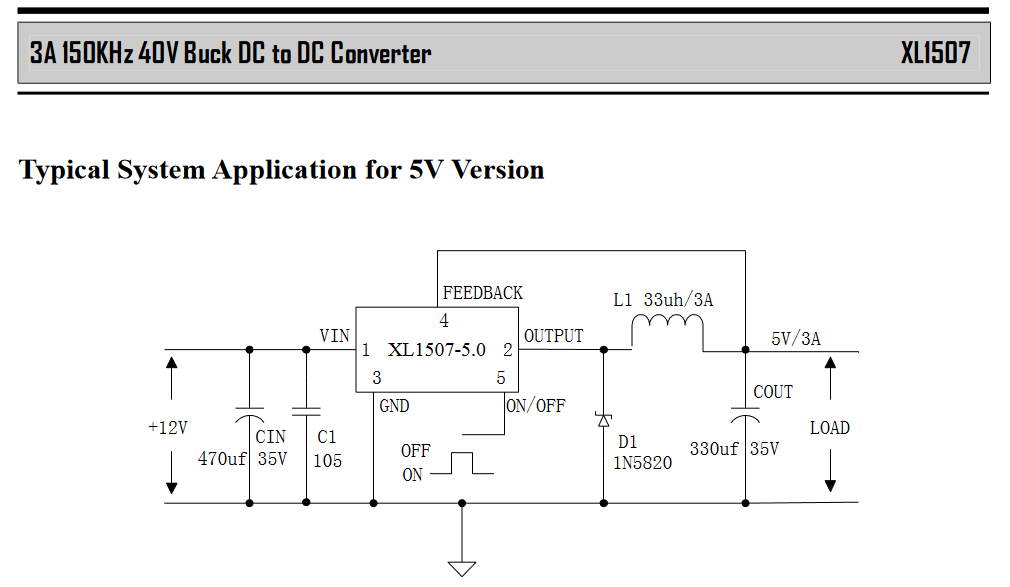 3A 150KHz 40V Buck DC to DC Converter XL1507
Typical System Application for 5V Version
FEEDBACK
L1 33uh/3A
4
VIN
OUTPUT
5V/3A
1 XL1507-5.0 2
3 5
GND
ON/OFF
COUT
+12V
LOAD
CIN
C1
OFF
D1
330uf 35V
470uf 35V
105
1N5820
ON